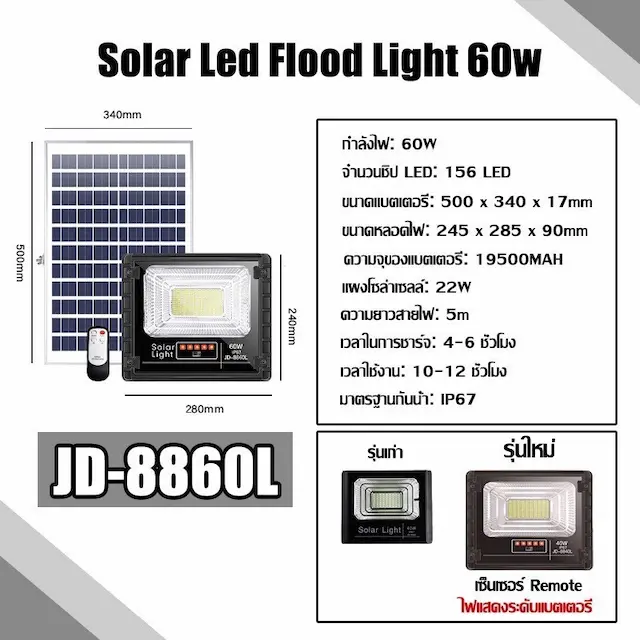 Solar Led Flood Light 60w
340mm
500mm
240mm
280mm
Solar Light
60W
IP67
JD-8860L
JD-8860L
กำลังไฟ: 60W
จำนวนชิป LED: 156 LED
ขนาดแบตเตอรี่: 500 x 340 x 17mm
ขนาดหลอดไฟ: 245 x 285 x 90mm
ความจุของแบตเตอรี่: 19500MAH
แผงโซล่าเซลล์: 22W
ความยาวสายไฟ: 5m
เวลาในการชาร์จ: 4-6 ชั่วโมง
เวลาใช้งาน: 10-12 ชั่วโมง
มาตรฐานกันน้ำ: IP67
รุ่นเก่า
รุ่นใหม่
Solar Light
40W
JD-8840L
เซ็นเซอร์ Remote
ไฟแสดงระดับแบตเตอรี่